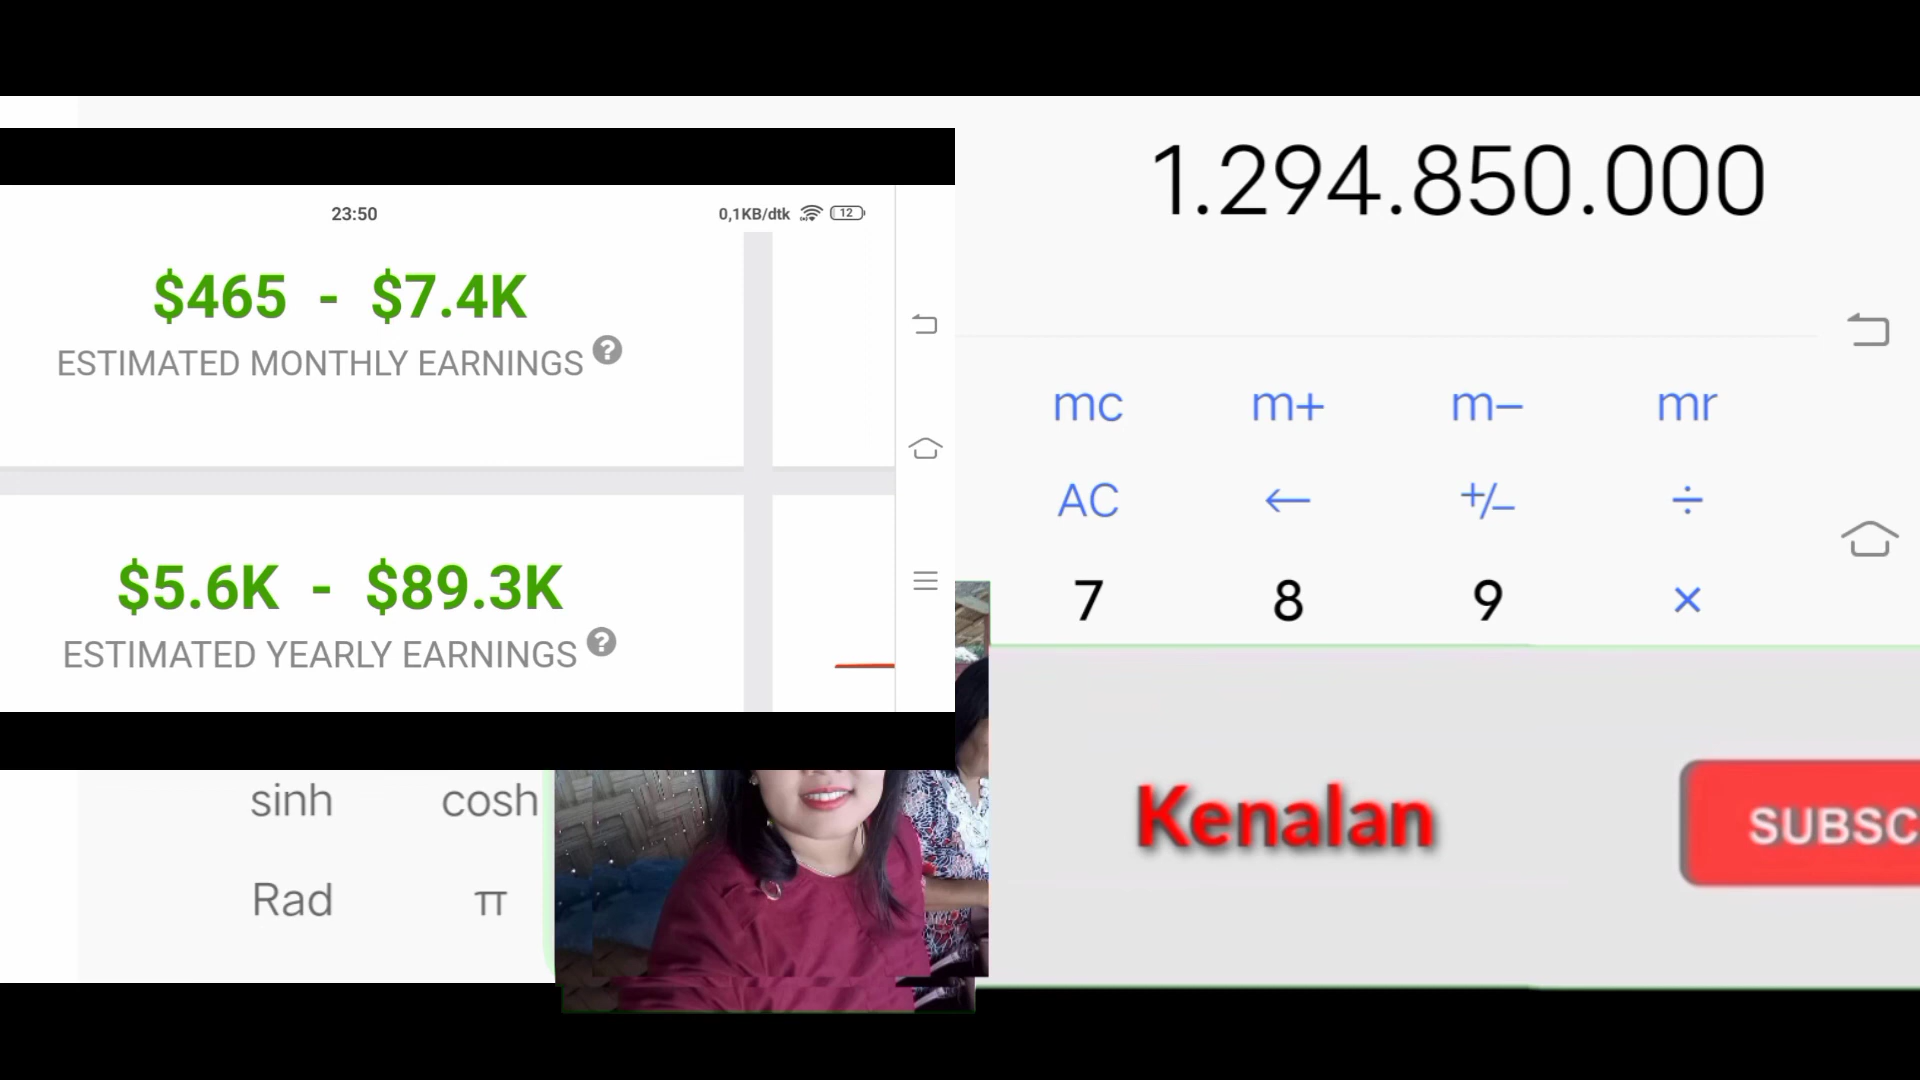 23:50
0,1KB/dtk
12
$465 - $7.4K
ESTIMATED MONTHLY EARNINGS ?
$5.6K - $89.3K
ESTIMATED YEARLY EARNINGS ?
1.294.850.000
mc m+ m– mr
AC ← +/– ÷
7 8 9 ×
sinh cosh
Rad π
Kenalan
SUBSC